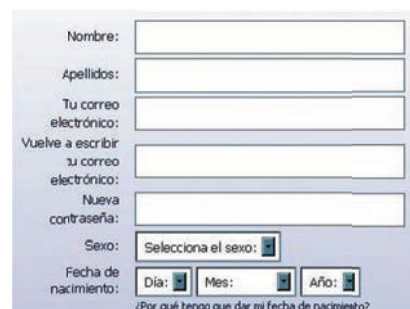 Nombre:
Apellidos:
Tu correo
electrónico:
Vuelve a escribir
tu correo
electrónico:
Nueva
contraseña:
Sexo: Selecciona el sexo:
Fecha de
nacimiento: Día: Mes: Año:
¿Por qué tengo que dar mi fecha de nacimiento?